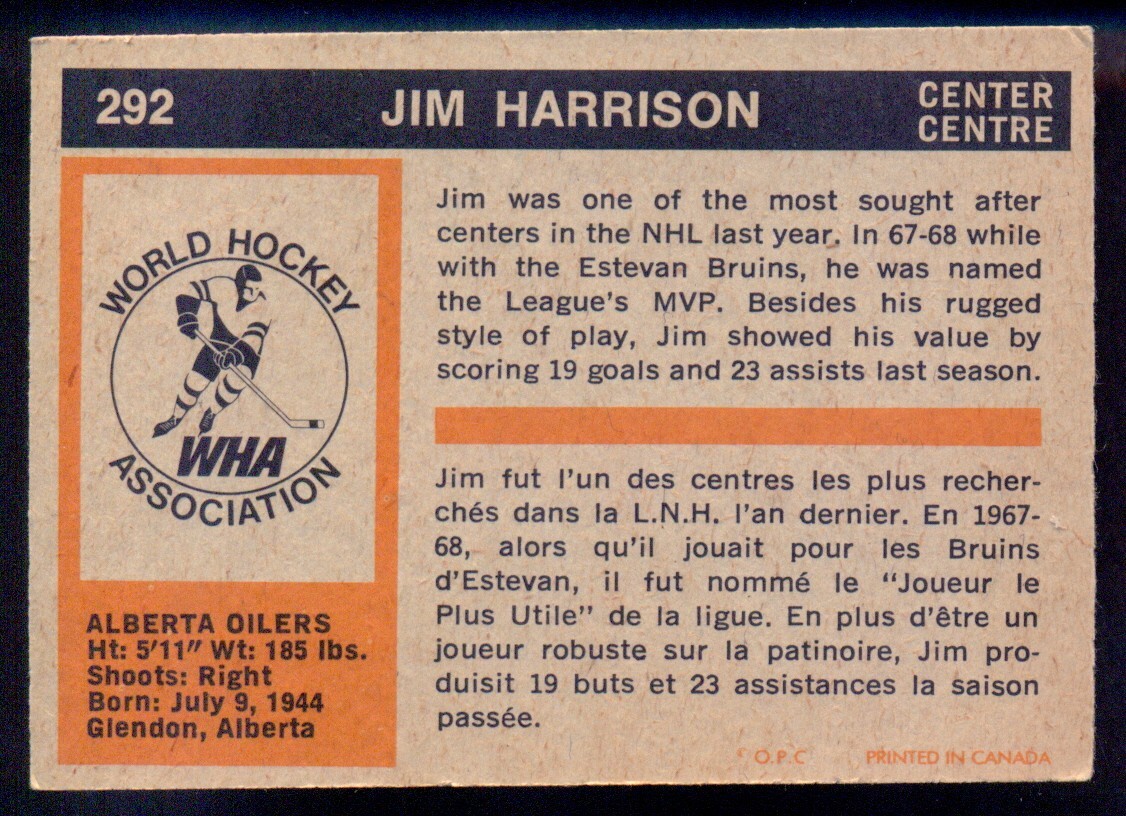 292
JIM HARRISON
CENTER
CENTRE
WORLD HOCKEY
WHA
ASSOCIATION
ALBERTA OILERS
Ht: 5'11" Wt: 185 lbs.
Shoots: Right
Born: July 9, 1944
Glendon, Alberta
Jim was one of the most sought after
centers in the NHL last year. In 67-68 while
with the Estevan Bruins, he was named
the League's MVP. Besides his rugged
style of play, Jim showed his value by
scoring 19 goals and 23 assists last season.
Jim fut l'un des centres les plus recher-
chés dans la L.N.H. l'an dernier. En 1967-
68, alors qu'il jouait pour les Bruins
d'Estevan, il fut nommé le "Joueur le
Plus Utile" de la ligue. En plus d'être un
joueur robuste sur la patinoire, Jim pro-
duisit 19 buts et 23 assistances la saison
passée.
© O.P.C PRINTED IN CANADA